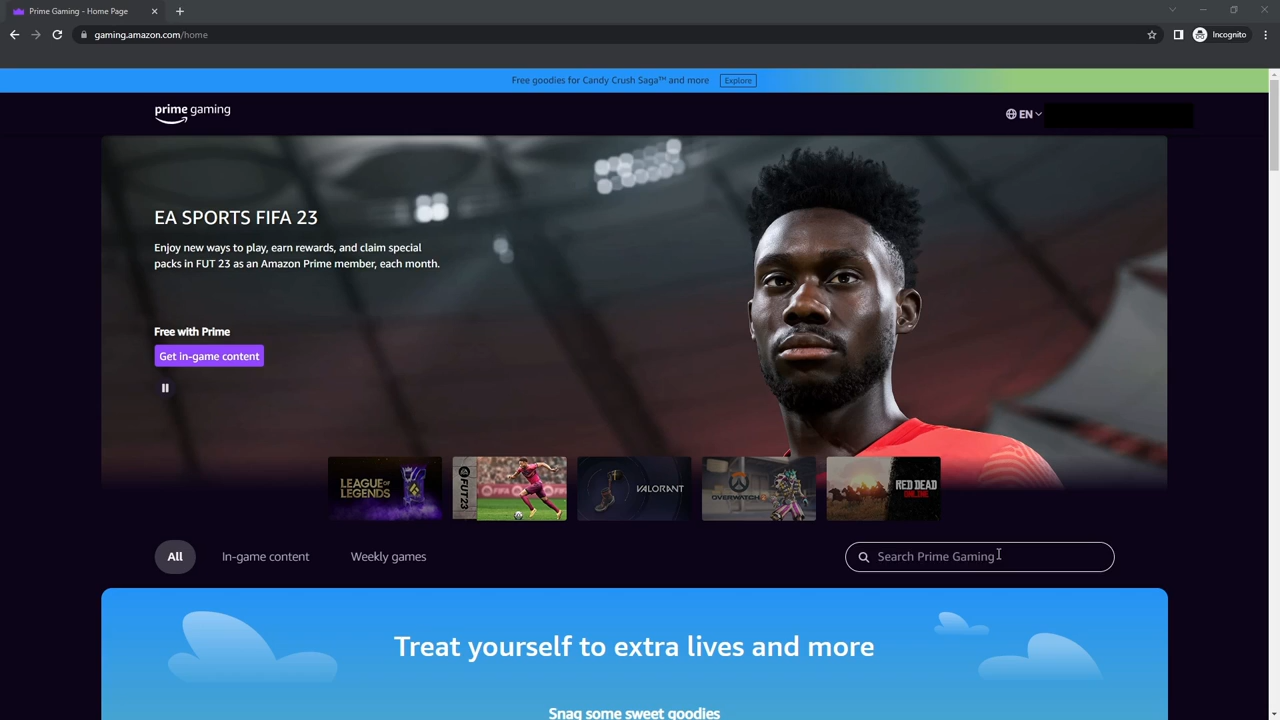 Prime Gaming - Home Page
gaming.amazon.com/home
Incognito
Free goodies for Candy Crush Saga™ and more
Explore
prime gaming
EN
EA SPORTS FIFA 23
Enjoy new ways to play, earn rewards, and claim special
packs in FUT 23 as an Amazon Prime member, each month.
Free with Prime
Get in-game content
LEAGUE OF
LEGENDS
FUT23
VALORANT
OVERWATCH 2
RED DEAD
ONLINE
All
In-game content
Weekly games
Search Prime Gaming
Treat yourself to extra lives and more
Snag some sweet goodies